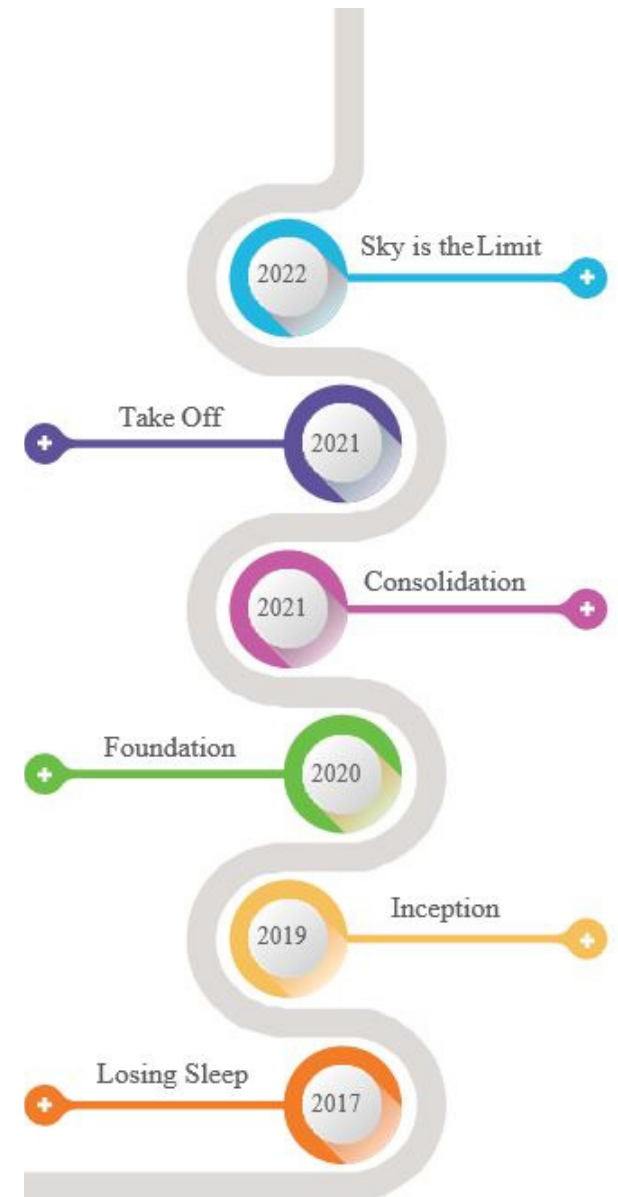 Sky is the Limit
2022
Take Off
2021
Consolidation
2021
Foundation
2020
Inception
2019
Losing Sleep
2017